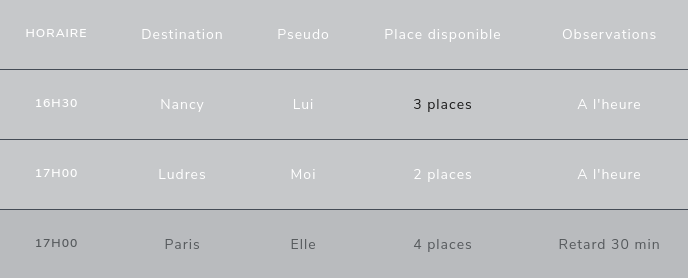 HORAIRE Destination Pseudo Place disponible Observations
16H30 Nancy Lui 3 places A l'heure
17H00 Ludres Moi 2 places A l'heure
17H00 Paris Elle 4 places Retard 30 min